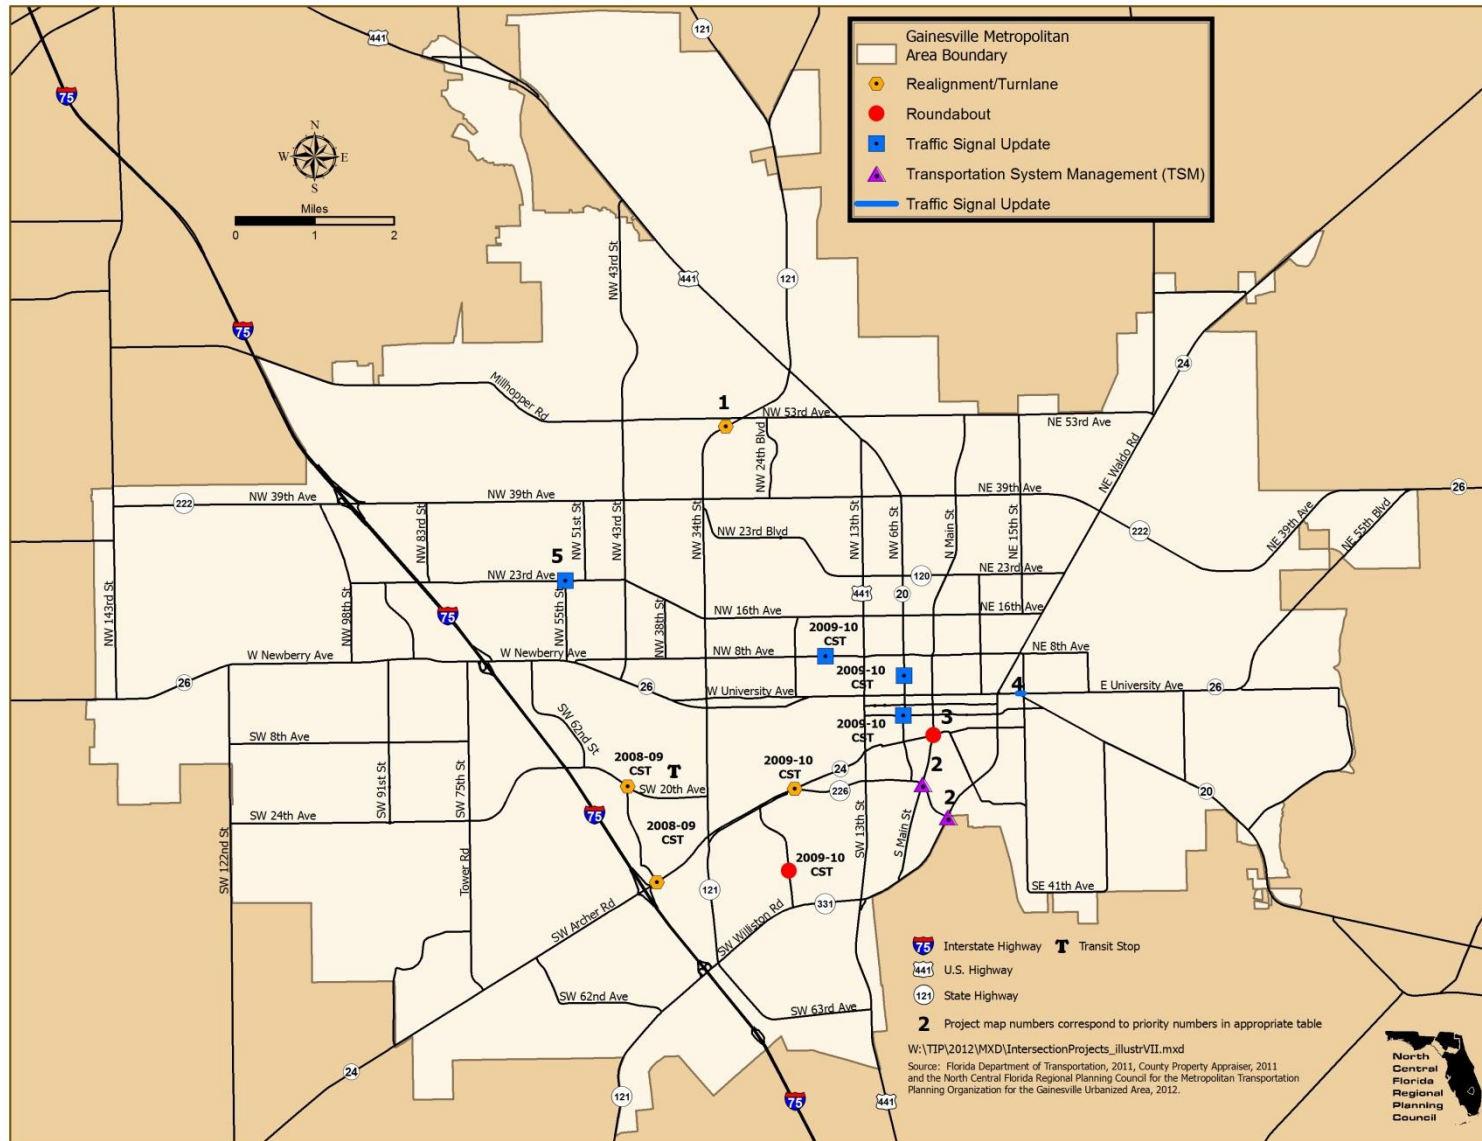 Gainesville Metropolitan
Area Boundary
Realignment/Turnlane
Roundabout
Traffic Signal Update
Transportation System Management (TSM)
Traffic Signal Update
441
121
75
N
W E
S
Miles
0 1 2
NW 43rd St
441
121
75
24
Millhopper Rd
1
NW 53rd Ave
NE 53rd Ave
NW 24th Blvd
NE Waldo Rd
26
222
NW 39th Ave
NW 39th Ave
NE 39th Ave
NE 39th Ave
NE 55th Blvd
NW 83rd St
NW 51st St
NW 43rd St
NW 34th St
NW 23rd Blvd
NW 13th St
NW 6th St
N Main St
NE 15th St
222
5
NW 23rd Ave
120
NE 23rd Ave
NW 143rd St
NW 98th St
75
NW 55th St
NW 38th St
441
20
NW 16th Ave
NE 16th Ave
2009-10
CST
W Newberry Ave
W Newberry Ave
NW 8th Ave
NE 8th Ave
2009-10
CST
26
26
W University Ave
4
E University Ave
26
2009-10
CST
3
SW 62nd St
SW 8th Ave
2008-09
CST
T
2009-10
CST
24
2
SW 91st St
SW 75th St
SW 20th Ave
226
20
SW 24th Ave
75
2
2008-09
CST
SW 13th St
S Main St
SW 122nd St
Tower Rd
2009-10
CST
121
SE 41th Ave
331
SW Archer Rd
SW Williston Rd
SW 62nd Ave
SW 63rd Ave
24
121
75
441
75 Interstate Highway T Transit Stop
441 U.S. Highway
121 State Highway
2 Project map numbers correspond to priority numbers in appropriate table
W:\TIP\2012\MXD\IntersectionProjects_illustrVII.mxd
Source: Florida Department of Transportation, 2011, County Property Appraiser, 2011
and the North Central Florida Regional Planning Council for the Metropolitan Transportation
Planning Organization for the Gainesville Urbanized Area, 2012.
North
Central
Florida
Regional
Planning
Council